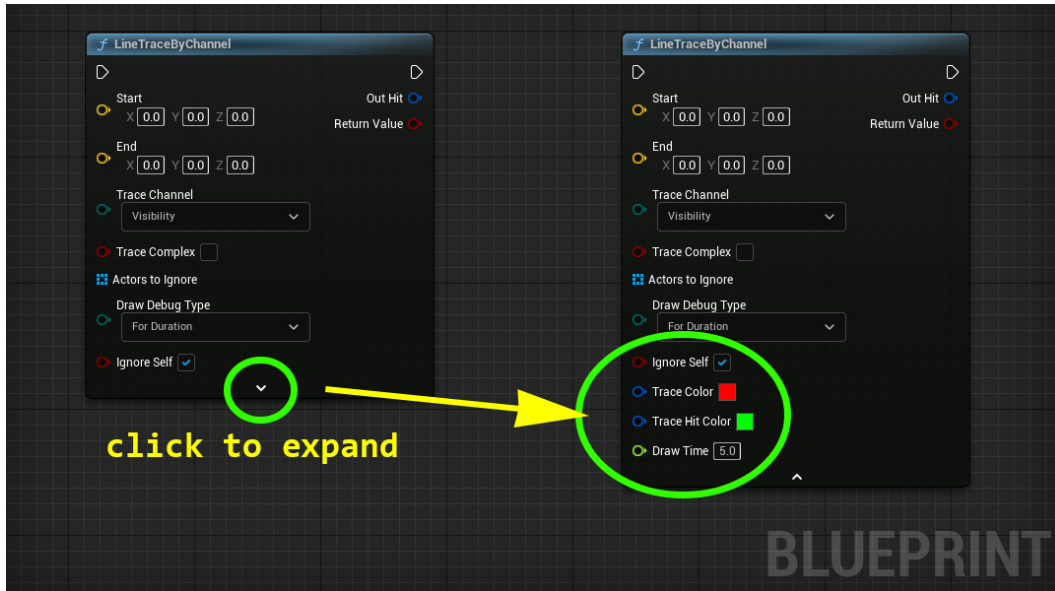 LineTraceByChannel
Start
X 0.0 Y 0.0 Z 0.0
Out Hit
Return Value
End
X 0.0 Y 0.0 Z 0.0
Trace Channel
Visibility
Trace Complex
Actors to Ignore
Draw Debug Type
For Duration
Ignore Self
click to expand
LineTraceByChannel
Start
X 0.0 Y 0.0 Z 0.0
Out Hit
Return Value
End
X 0.0 Y 0.0 Z 0.0
Trace Channel
Visibility
Trace Complex
Actors to Ignore
Draw Debug Type
For Duration
Ignore Self
Trace Color
Trace Hit Color
Draw Time 5.0
BLUEPRINT